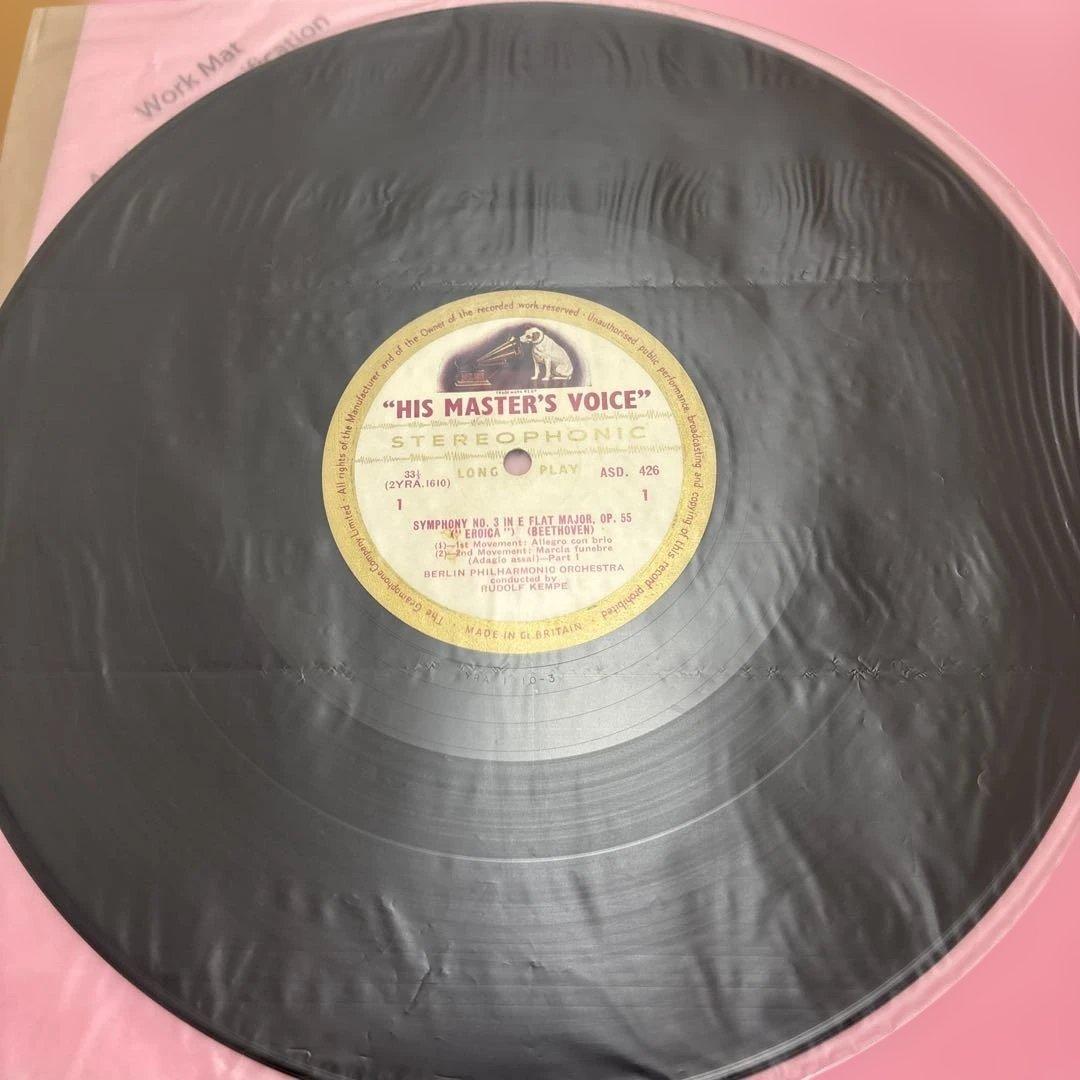 Work Mat
The Gramophone Company Limited · All rights of the Manufacturer and of the Owner of the recorded work reserved · Unauthorised public performance broadcasting and copying of this record prohibited
"HIS MASTER'S VOICE"
STEREOPHONIC
33⅓ LONG PLAY ASD. 426
(2YRA.1610)
1 1
SYMPHONY NO. 3 IN E FLAT MAJOR, OP. 55
("EROICA") (BEETHOVEN)
(1)—1st Movement: Allegro con brio
(2)—2nd Movement: Marcia funebre
(Adagio assai)—Part 1
BERLIN PHILHARMONIC ORCHESTRA
conducted by
RUDOLF KEMPE
· MADE IN Gt. BRITAIN ·